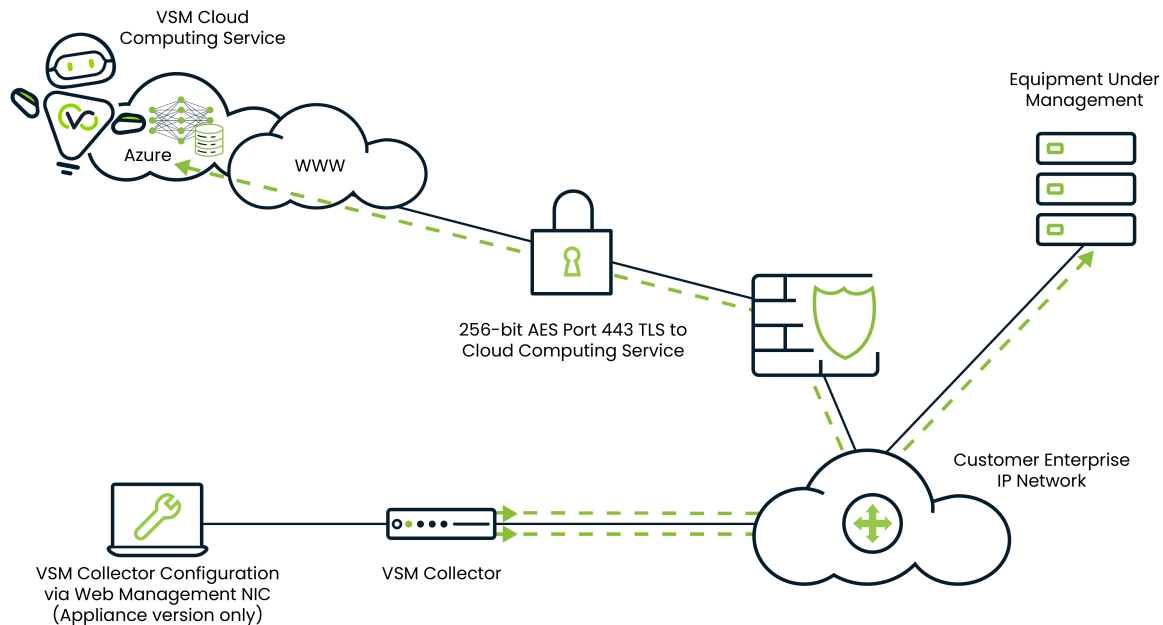 VSM Cloud
Computing Service
Equipment Under
Management
Azure
WWW
256-bit AES Port 443 TLS to
Cloud Computing Service
Customer Enterprise
IP Network
VSM Collector Configuration
via Web Management NIC
(Appliance version only)
VSM Collector